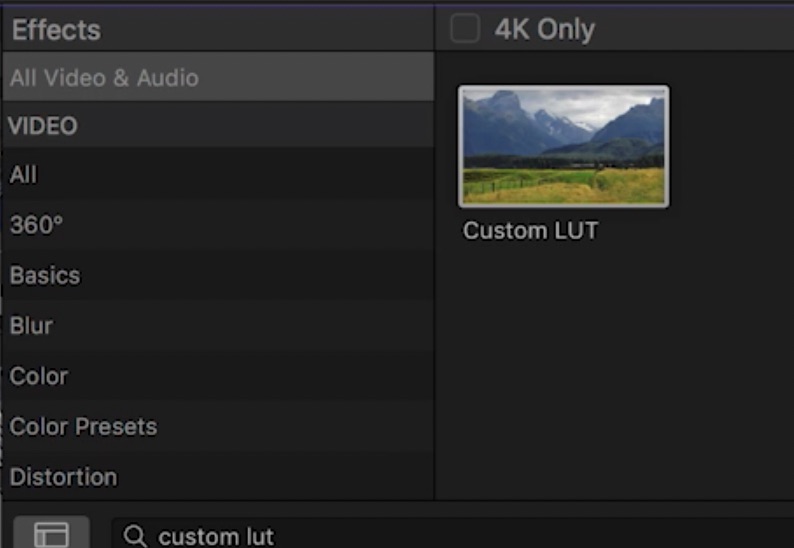 Effects
4K Only
All Video & Audio
VIDEO
All
360°
Basics
Blur
Color
Color Presets
Distortion
Custom LUT
custom lut